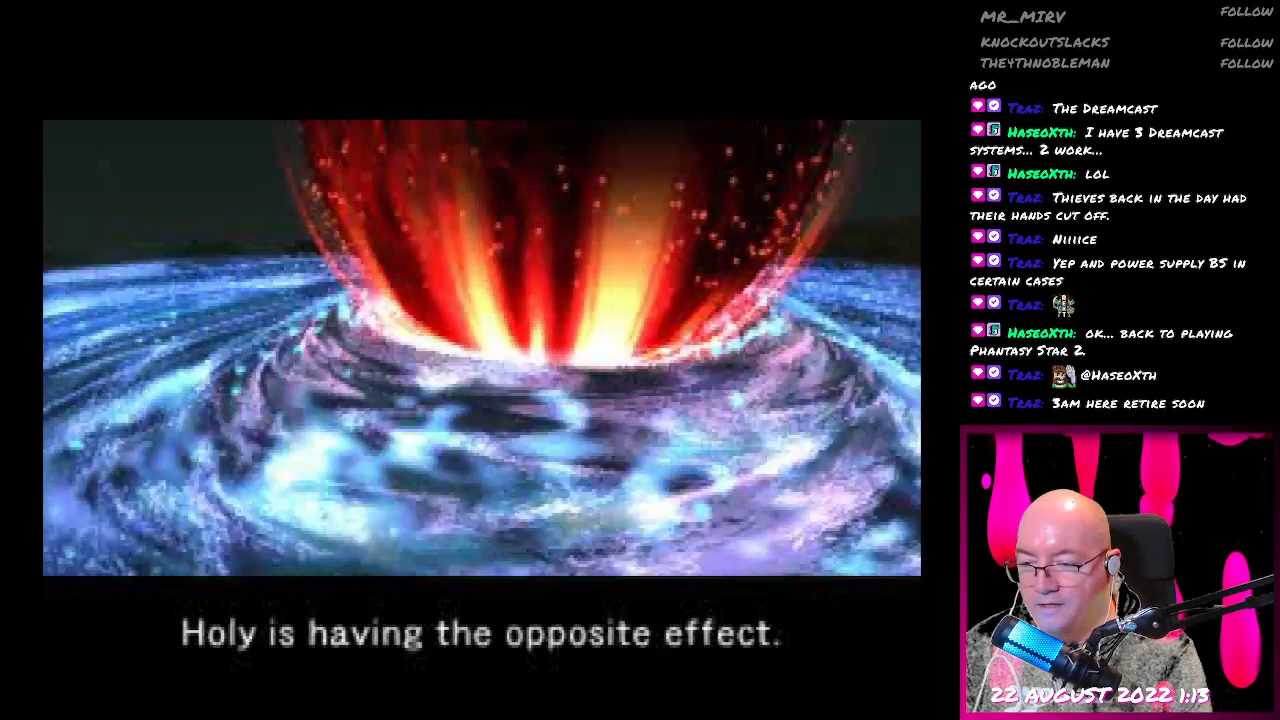 MR_MIRV FOLLOW
KNOCKOUTSLACKS FOLLOW
THE4THNOBLEMAN FOLLOW
AGO
TRAZ: THE DREAMCAST
HASEOXTH: I HAVE 3 DREAMCAST
SYSTEMS... 2 WORK...
HASEOXTH: LOL
TRAZ: THIEVES BACK IN THE DAY HAD
THEIR HANDS CUT OFF.
TRAZ: NIIIICE
TRAZ: YEP AND POWER SUPPLY BS IN
CERTAIN CASES
TRAZ:
HASEOXTH: OK... BACK TO PLAYING
PHANTASY STAR 2.
TRAZ: @HASEOXTH
TRAZ: 3AM HERE RETIRE SOON
Holy is having the opposite effect.
22 AUGUST 2022 1:13